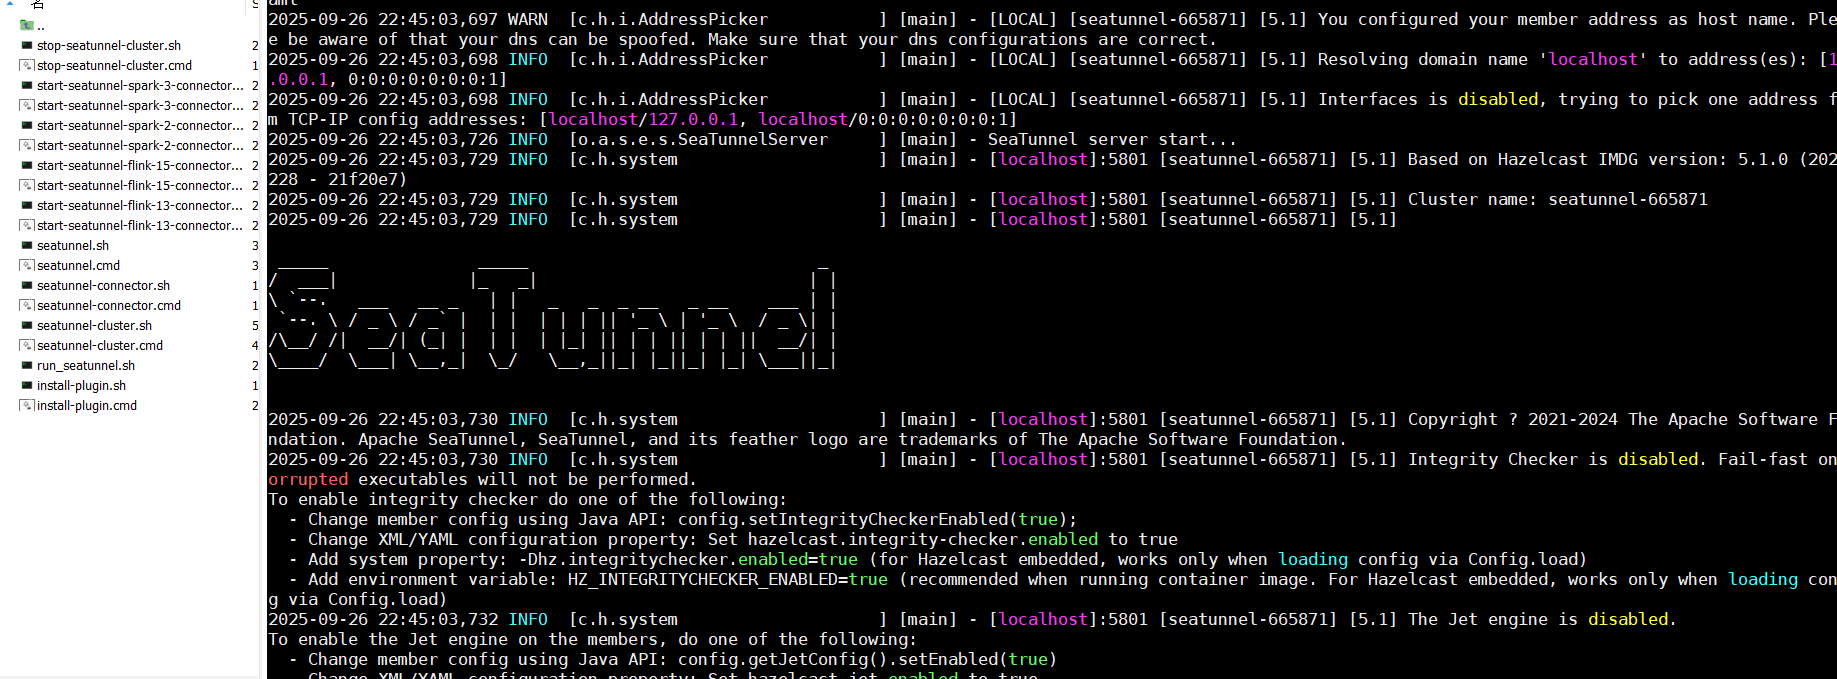 名
..
stop-seatunnel-cluster.sh 2
stop-seatunnel-cluster.cmd 1
start-seatunnel-spark-3-connector... 2
start-seatunnel-spark-3-connector... 2
start-seatunnel-spark-2-connector... 2
start-seatunnel-spark-2-connector... 2
start-seatunnel-flink-15-connector... 2
start-seatunnel-flink-15-connector... 2
start-seatunnel-flink-13-connector... 2
start-seatunnel-flink-13-connector... 2
seatunnel.sh 3
seatunnel.cmd 3
seatunnel-connector.sh 1
seatunnel-connector.cmd 1
seatunnel-cluster.sh 5
seatunnel-cluster.cmd 4
run_seatunnel.sh 2
install-plugin.sh 1
install-plugin.cmd 2
2025-09-26 22:45:03,697 WARN [c.h.i.AddressPicker ] [main] - [LOCAL] [seatunnel-665871] [5.1] You configured your member address as host name. Ple
e be aware of that your dns can be spoofed. Make sure that your dns configurations are correct.
2025-09-26 22:45:03,698 INFO [c.h.i.AddressPicker ] [main] - [LOCAL] [seatunnel-665871] [5.1] Resolving domain name 'localhost' to address(es): [1
.0.0.1, 0:0:0:0:0:0:0:1]
2025-09-26 22:45:03,698 INFO [c.h.i.AddressPicker ] [main] - [LOCAL] [seatunnel-665871] [5.1] Interfaces is disabled, trying to pick one address f
m TCP-IP config addresses: [localhost/127.0.0.1, localhost/0:0:0:0:0:0:0:1]
2025-09-26 22:45:03,726 INFO [o.a.s.e.s.SeaTunnelServer ] [main] - SeaTunnel server start...
2025-09-26 22:45:03,729 INFO [c.h.system ] [main] - [localhost]:5801 [seatunnel-665871] [5.1] Based on Hazelcast IMDG version: 5.1.0 (202
228 - 21f20e7)
2025-09-26 22:45:03,729 INFO [c.h.system ] [main] - [localhost]:5801 [seatunnel-665871] [5.1] Cluster name: seatunnel-665871
2025-09-26 22:45:03,729 INFO [c.h.system ] [main] - [localhost]:5801 [seatunnel-665871] [5.1]
SeaTunnel
2025-09-26 22:45:03,730 INFO [c.h.system ] [main] - [localhost]:5801 [seatunnel-665871] [5.1] Copyright ? 2021-2024 The Apache Software F
ndation. Apache SeaTunnel, SeaTunnel, and its feather logo are trademarks of The Apache Software Foundation.
2025-09-26 22:45:03,730 INFO [c.h.system ] [main] - [localhost]:5801 [seatunnel-665871] [5.1] Integrity Checker is disabled. Fail-fast on
orrupted executables will not be performed.
To enable integrity checker do one of the following:
- Change member config using Java API: config.setIntegrityCheckerEnabled(true);
- Change XML/YAML configuration property: Set hazelcast.integrity-checker.enabled to true
- Add system property: -Dhz.integritychecker.enabled=true (for Hazelcast embedded, works only when loading config via Config.load)
- Add environment variable: HZ_INTEGRITYCHECKER_ENABLED=true (recommended when running container image. For Hazelcast embedded, works only when loading con
g via Config.load)
2025-09-26 22:45:03,732 INFO [c.h.system ] [main] - [localhost]:5801 [seatunnel-665871] [5.1] The Jet engine is disabled.
To enable the Jet engine on the members, do one of the following:
- Change member config using Java API: config.getJetConfig().setEnabled(true)
- Change XML/YAML configuration property: Set hazelcast.jet.enabled to true